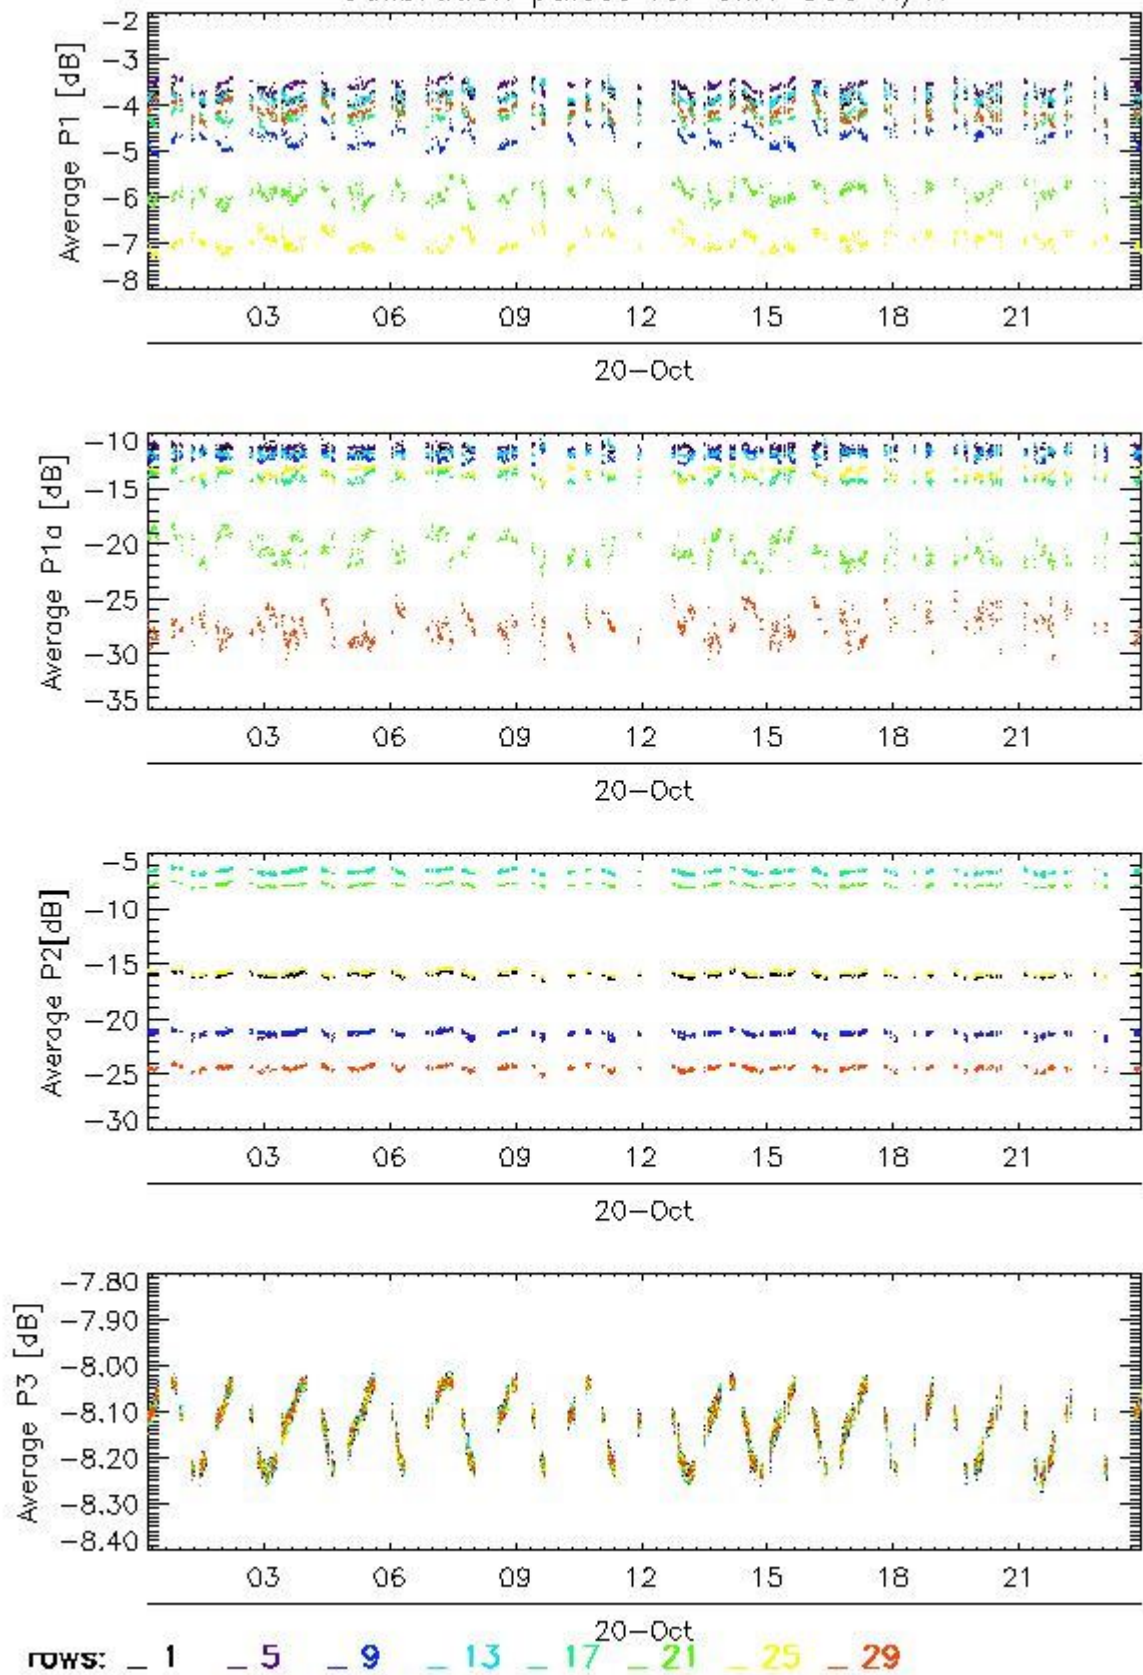 Average P1 [dB]
-2
-3
-4
-5
-6
-7
-8
03 06 09 12 15 18 21
20-Oct
Average P1a [dB]
-10
-15
-20
-25
-30
-35
03 06 09 12 15 18 21
20-Oct
Average P2[dB]
-5
-10
-15
-20
-25
-30
03 06 09 12 15 18 21
20-Oct
Average P3 [dB]
-7.80
-7.90
-8.00
-8.10
-8.20
-8.30
-8.40
03 06 09 12 15 18 21
20-Oct
rows: _ 1 _ 5 _ 9 _ 13 _ 17 _ 21 _ 25 _ 29